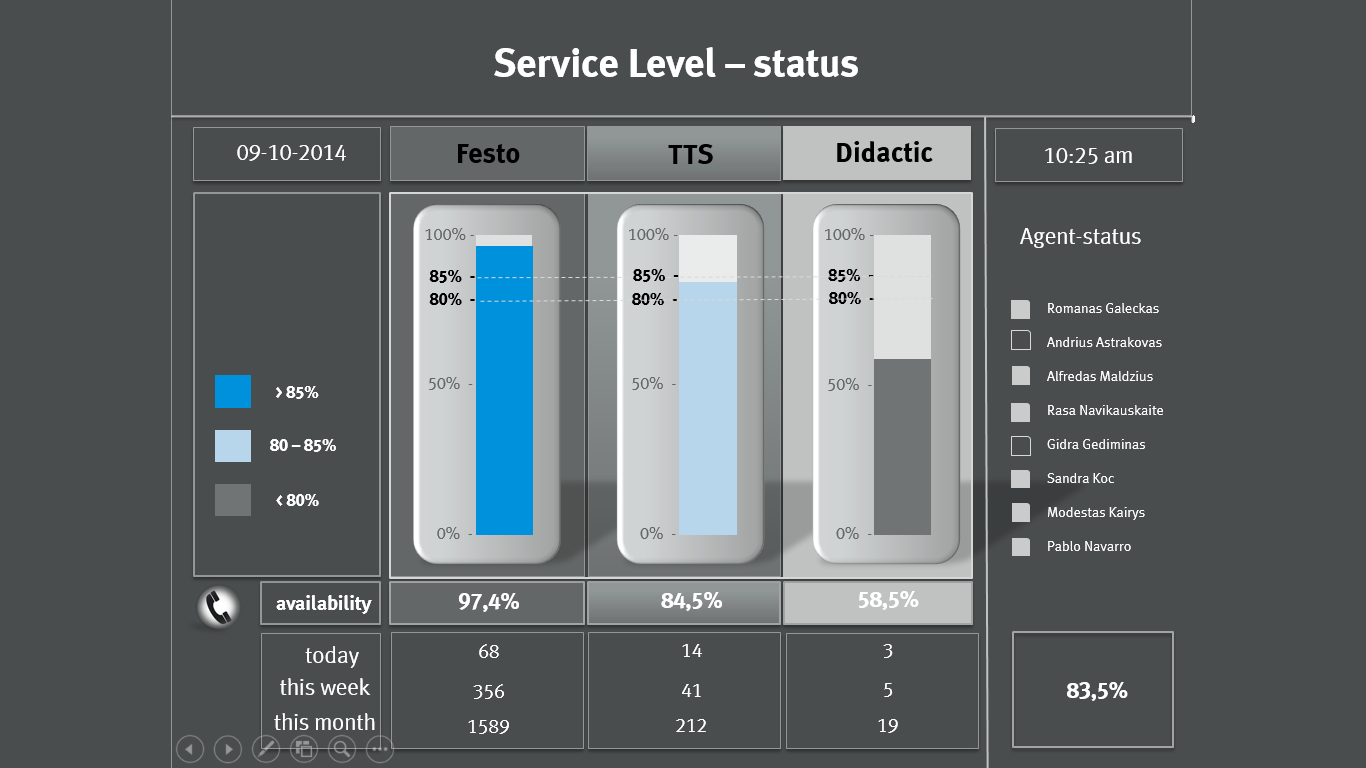 Service Level – status
09-10-2014
Festo
TTS
Didactic
10:25 am
100%
85%
80%
50%
0%
100%
85%
80%
50%
0%
100%
85%
80%
50%
0%
> 85%
80 – 85%
< 80%
Agent-status
Romanas Galeckas
Andrius Astrakovas
Alfredas Maldzius
Rasa Navikauskaite
Gidra Gediminas
Sandra Koc
Modestas Kairys
Pablo Navarro
availability 97,4% 84,5% 58,5%
today 68 14 3
this week 356 41 5
this month 1589 212 19
83,5%